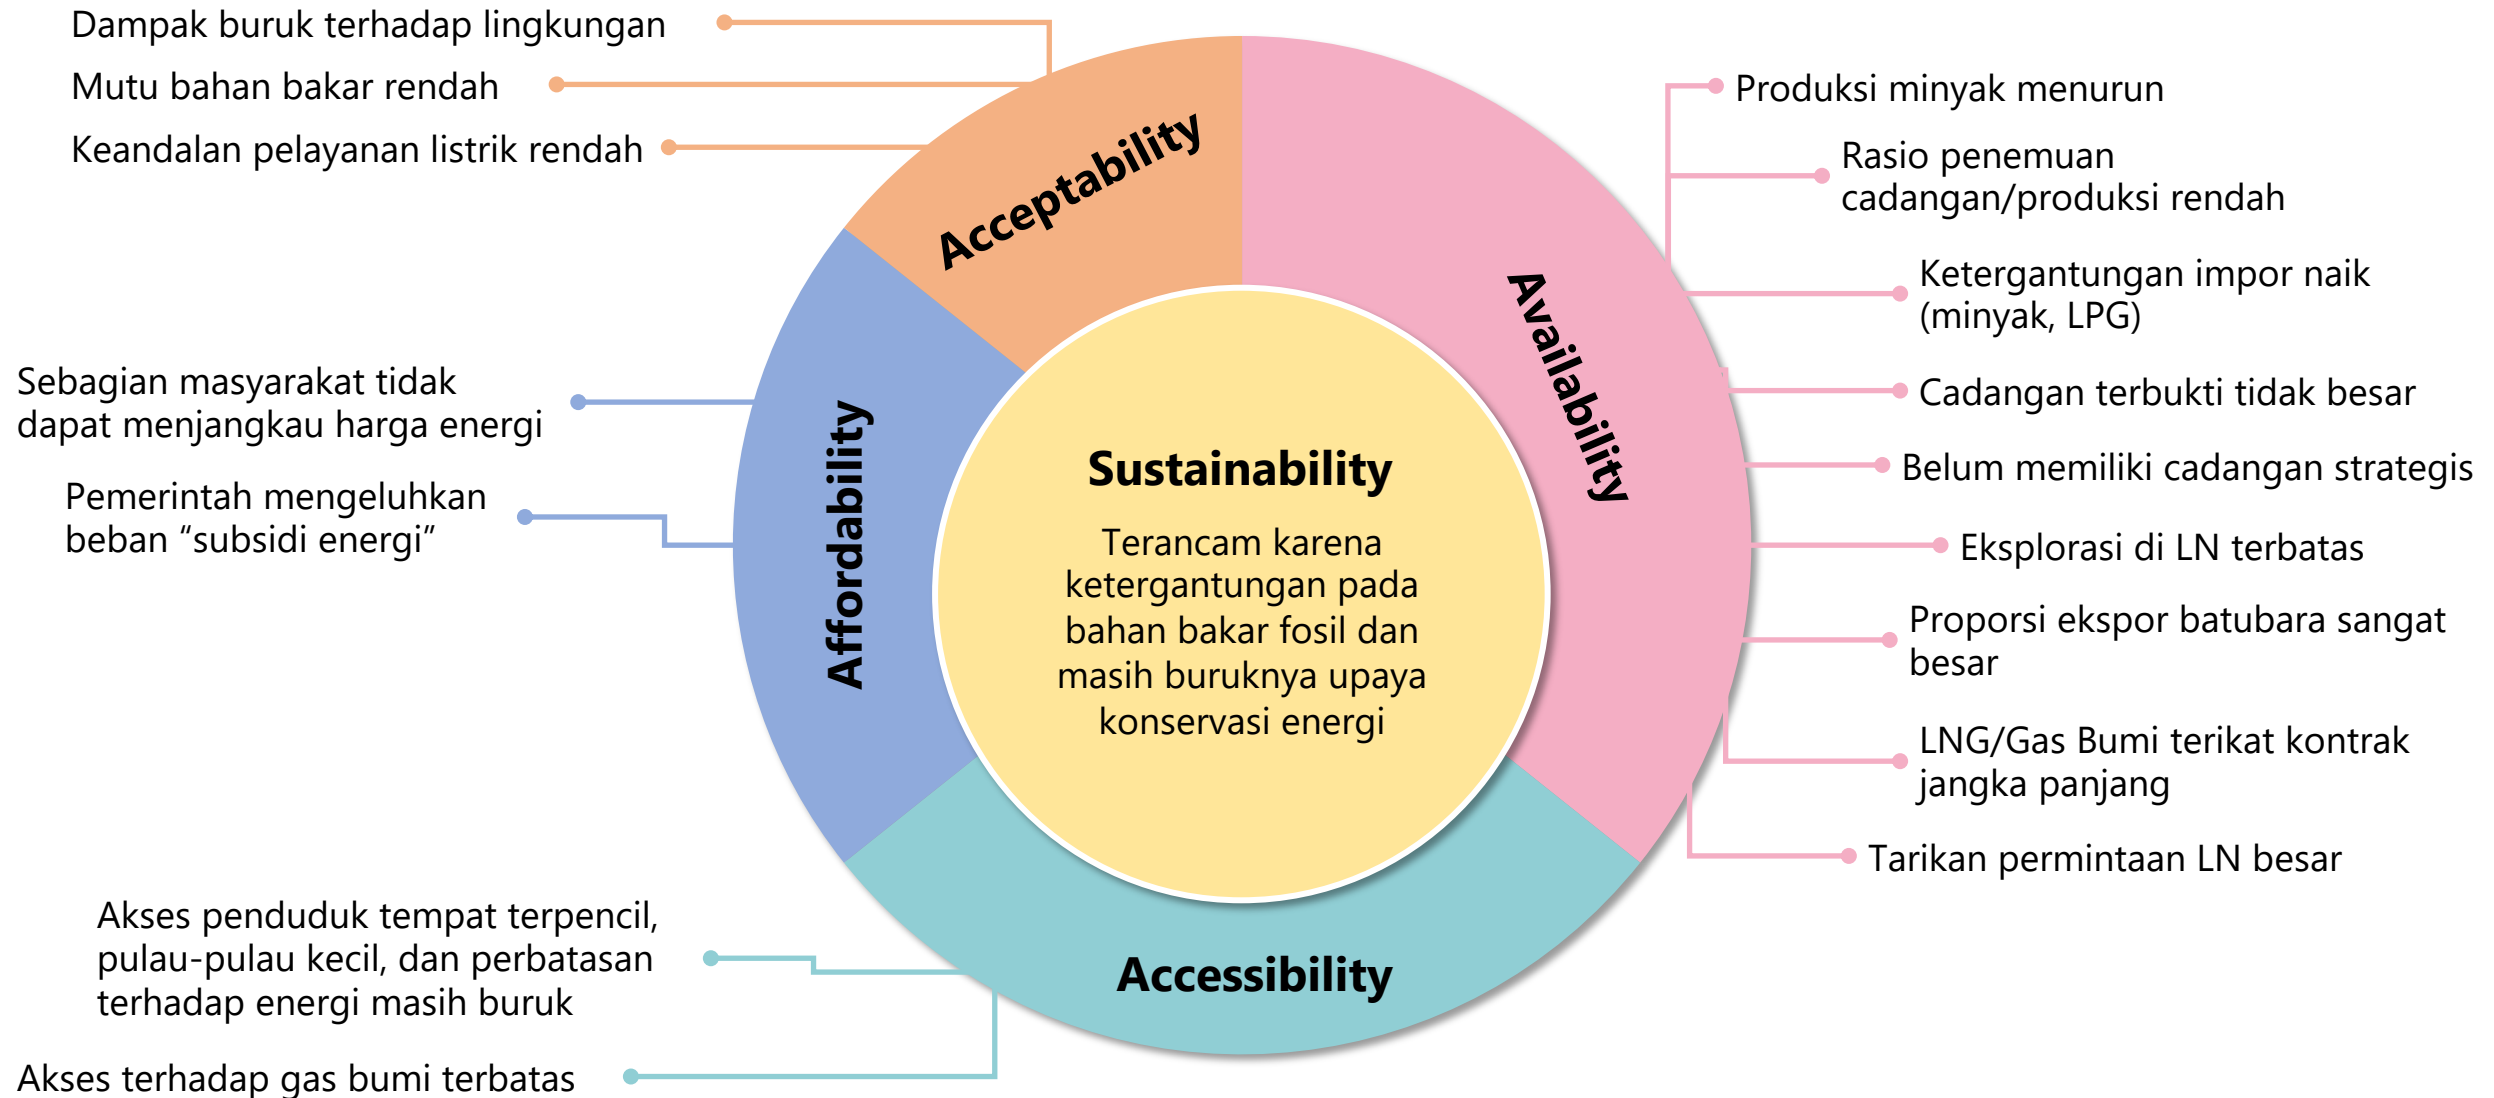 Dampak buruk terhadap lingkungan
Mutu bahan bakar rendah
Keandalan pelayanan listrik rendah
Acceptability
Sebagian masyarakat tidak
dapat menjangkau harga energi
Pemerintah mengeluhkan
beban “subsidi energi”
Affordability
Sustainability
Terancam karena
ketergantungan pada
bahan bakar fosil dan
masih buruknya upaya
konservasi energi
Availability
Produksi minyak menurun
Rasio penemuan
cadangan/produksi rendah
Ketergantungan impor naik
(minyak, LPG)
Cadangan terbukti tidak besar
Belum memiliki cadangan strategis
Eksplorasi di LN terbatas
Proporsi ekspor batubara sangat
besar
LNG/Gas Bumi terikat kontrak
jangka panjang
Tarikan permintaan LN besar
Accessibility
Akses penduduk tempat terpencil,
pulau-pulau kecil, dan perbatasan
terhadap energi masih buruk
Akses terhadap gas bumi terbatas